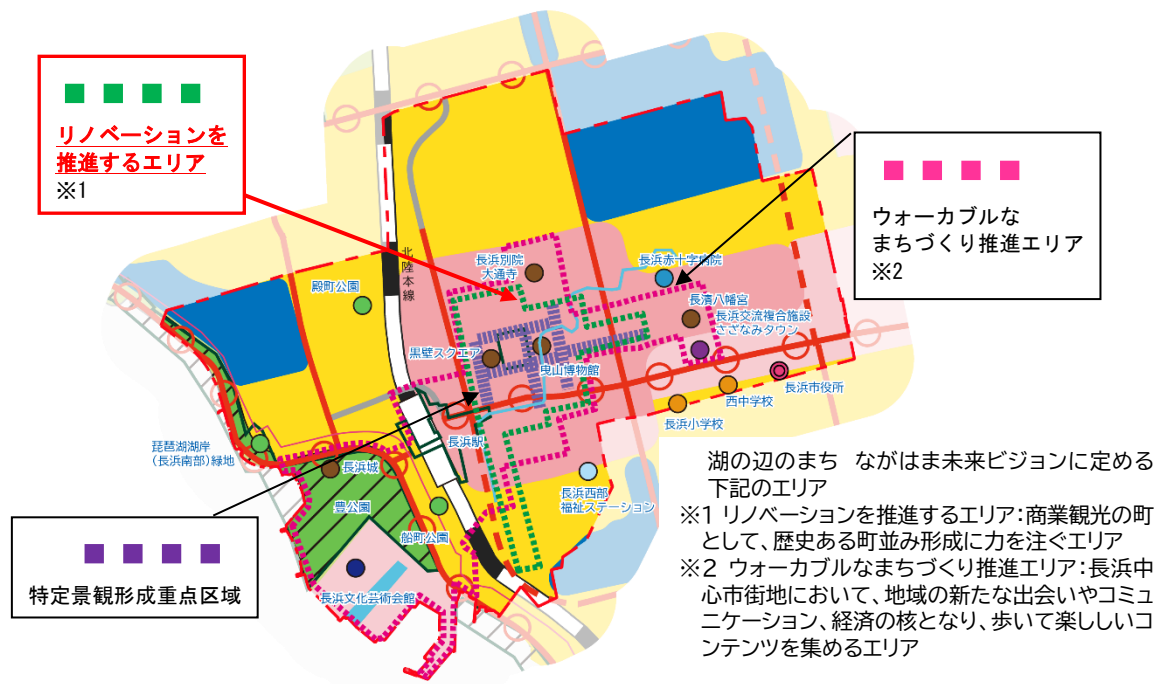 リノベーションを
推進するエリア
※1
ウォーカブルな
まちづくり推進エリア
※2
北陸本線
長浜別院
大通寺
長浜赤十字病院
殿町公園
長濱八幡宮
長浜交流複合施設
さざなみタウン
黒壁スクエア
曳山博物館
長浜市役所
西中学校
長浜小学校
長浜駅
琵琶湖湖岸
(長浜南部)緑地
長浜城
豊公園
船町公園
長浜西部
福祉ステーション
長浜文化芸術会館
特定景観形成重点区域
湖の辺のまち ながはま未来ビジョンに定める
下記のエリア
※1 リノベーションを推進するエリア:商業観光の町
として、歴史ある町並み形成に力を注ぐエリア
※2 ウォーカブルなまちづくり推進エリア:長浜中
心市街地において、地域の新たな出会いやコミュ
ニケーション、経済の核となり、歩いて楽ししいコ
ンテンツを集めるエリア